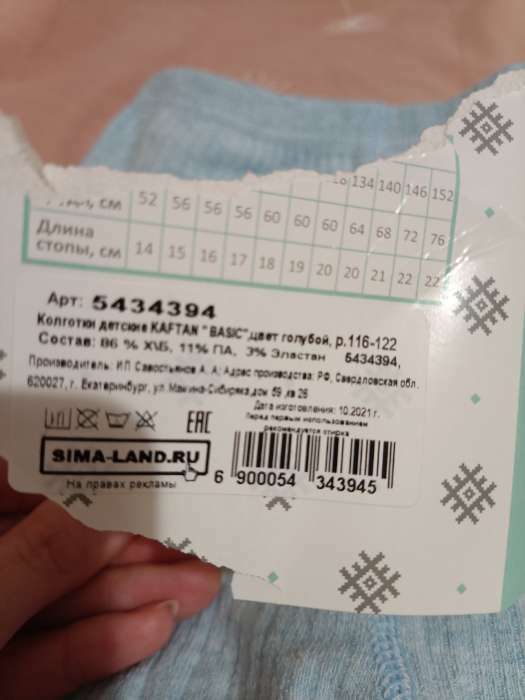 134 140 146 152
см 52 56 56 56 60 60 60 64 68 72 76
Длина
стопы, см 14 15 16 17 18 19 20 20 21 22 22
Арт: 5434394
Колготки детские KAFTAN "BASIC",цвет голубой, р.116-122
Состав: 86 % Х\Б, 11% ПА, 3% Эластан 5434394,
Производитель: ИП Савостьянов А. А; Адрес производства: РФ, Свердловская обл.
620027, г. Екатеринбург, ул. Мамина-Сибиряка,дом 59 ,кв 26
Дата изготовления: 10.2021 г.
Перед первым использованием
рекомендуется стирка
EAC
SIMA-LAND.RU
На правах рекламы
6 900054 343945